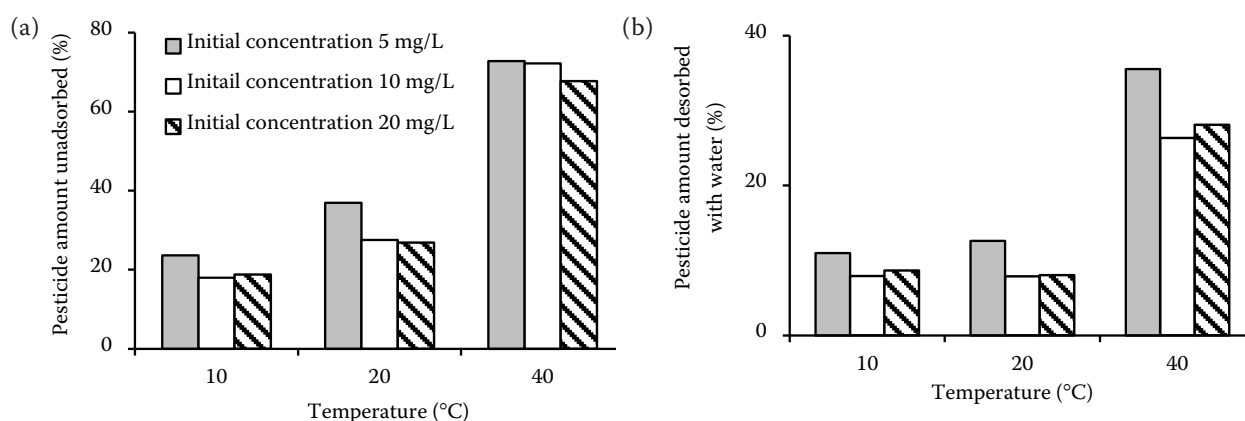 (a)
Pesticide amount unadsorbed (%)
80
60
40
20
0
Initial concentration 5 mg/L
Initail concentration 10 mg/L
Initial concentration 20 mg/L
10
20
40
Temperature (°C)
(b)
Pesticide amount desorbed
with water (%)
40
20
0
10
20
40
Temperature (°C)